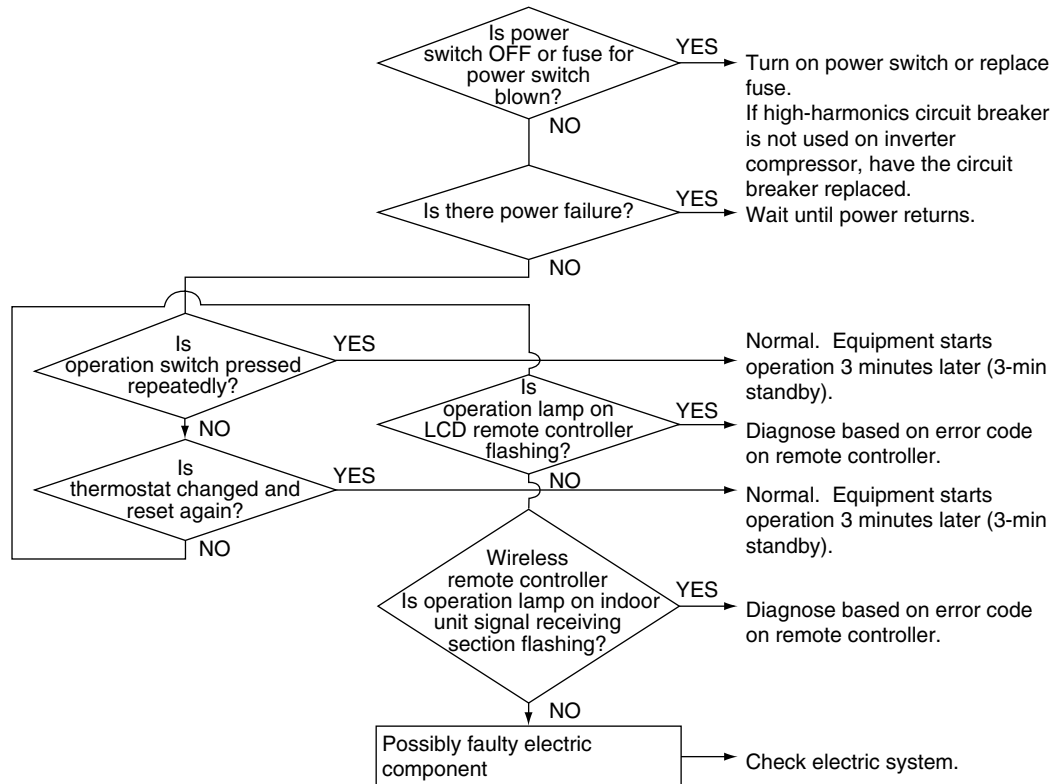 Is power
switch OFF or fuse for
power switch
blown?
YES
Turn on power switch or replace
fuse.
If high-harmonics circuit breaker
is not used on inverter
compressor, have the circuit
breaker replaced.
NO
Is there power failure?
YES
Wait until power returns.
NO
Is
operation switch pressed
repeatedly?
YES
Normal.  Equipment starts
operation 3 minutes later (3-min
standby).
NO
Is
operation lamp on
LCD remote controller
flashing?
YES
Diagnose based on error code
on remote controller.
NO
Is
thermostat changed and
reset again?
YES
Normal.  Equipment starts
operation 3 minutes later (3-min
standby).
NO
Wireless
remote controller
Is operation lamp on indoor
unit signal receiving
section flashing?
YES
Diagnose based on error code
on remote controller.
NO
Possibly faulty electric
component
Check electric system.